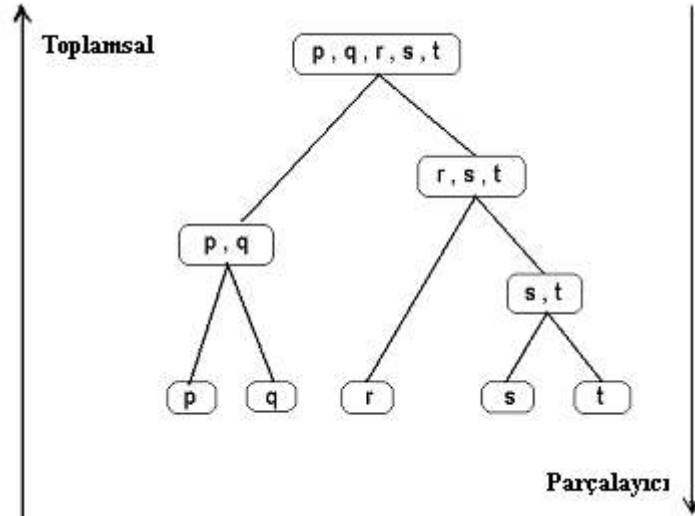 Toplamsal
p , q , r , s , t
r , s , t
p , q
s , t
p q r s t
Parçalayıcı